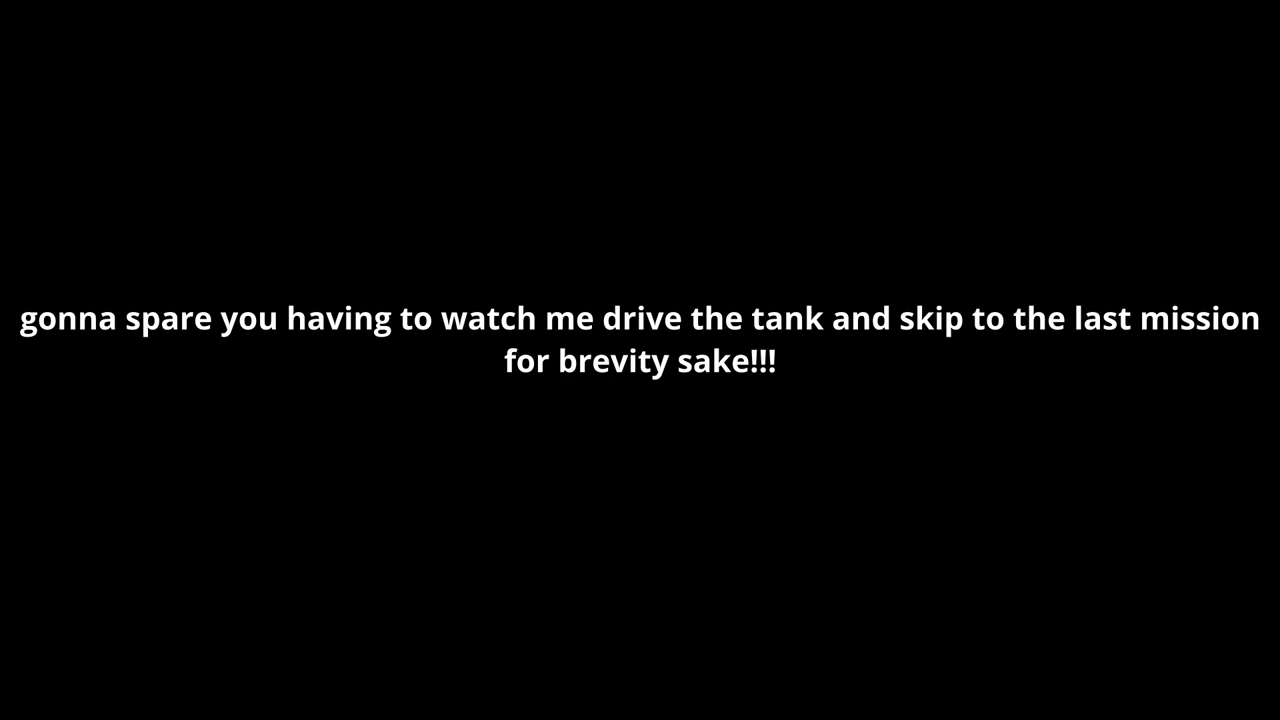 gonna spare you having to watch me drive the tank and skip to the last mission
for brevity sake!!!